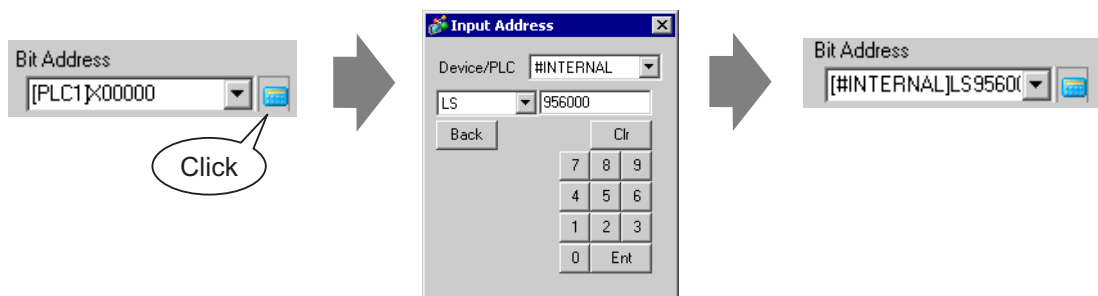 Bit Address
[PLC1]X00000
Click
Input Address
Device/PLC #INTERNAL
LS 956000
Back Clr
7 8 9
4 5 6
1 2 3
0 Ent
Bit Address
[#INTERNAL]LS95600